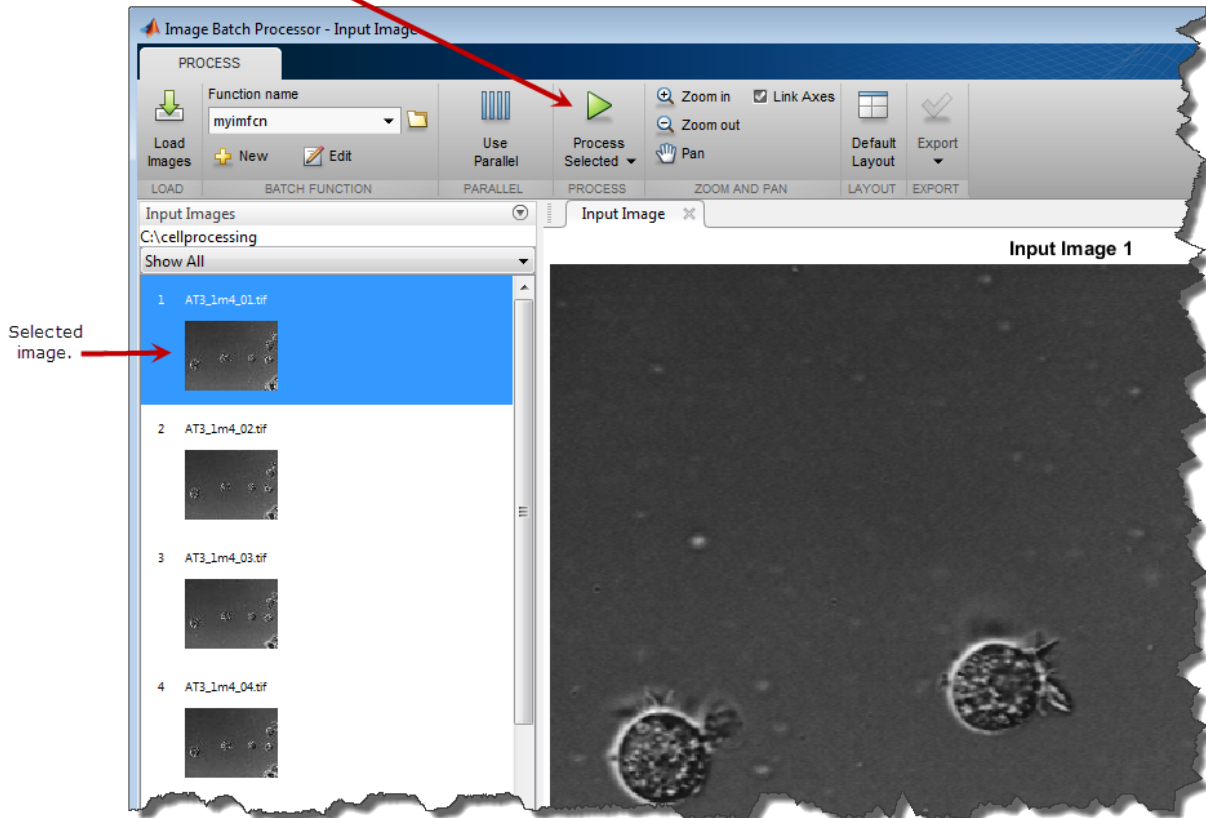 Image Batch Processor - Input Image
PROCESS
Load
Images
Function name
myimfcn
New Edit
Use
Parallel
Process
Selected
Zoom in Link Axes
Zoom out
Pan
Default
Layout
Export
LOAD BATCH FUNCTION PARALLEL PROCESS ZOOM AND PAN LAYOUT EXPORT
Input Images
C:\cellprocessing
Show All
1 AT3_1m4_01.tif
2 AT3_1m4_02.tif
3 AT3_1m4_03.tif
4 AT3_1m4_04.tif
Selected
image.
Input Image
Input Image 1